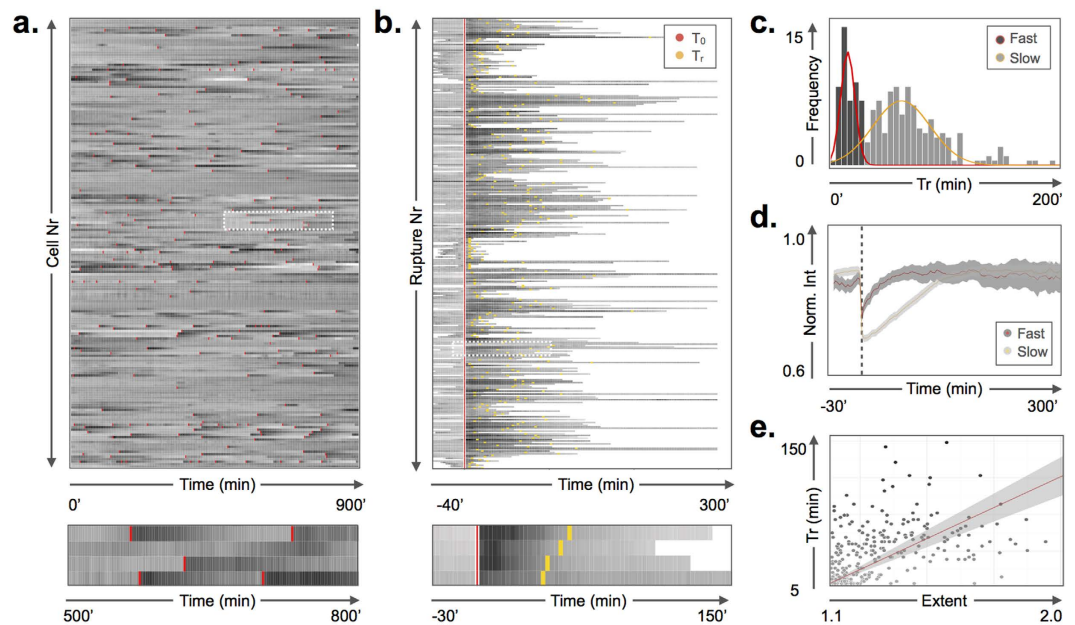 a.
Cell Nr
0' Time (min) 900'
500' Time (min) 800'
b.
T₀
Tᵣ
Rupture Nr
-40' Time (min) 300'
-30' Time (min) 150'
c.
Fast
Slow
15
Frequency
0
0' Tr (min) 200'
d.
1.0
Norm. Int
0.6
Fast
Slow
-30' Time (min) 300'
e.
150
Tr (min)
5
1.1 Extent 2.0